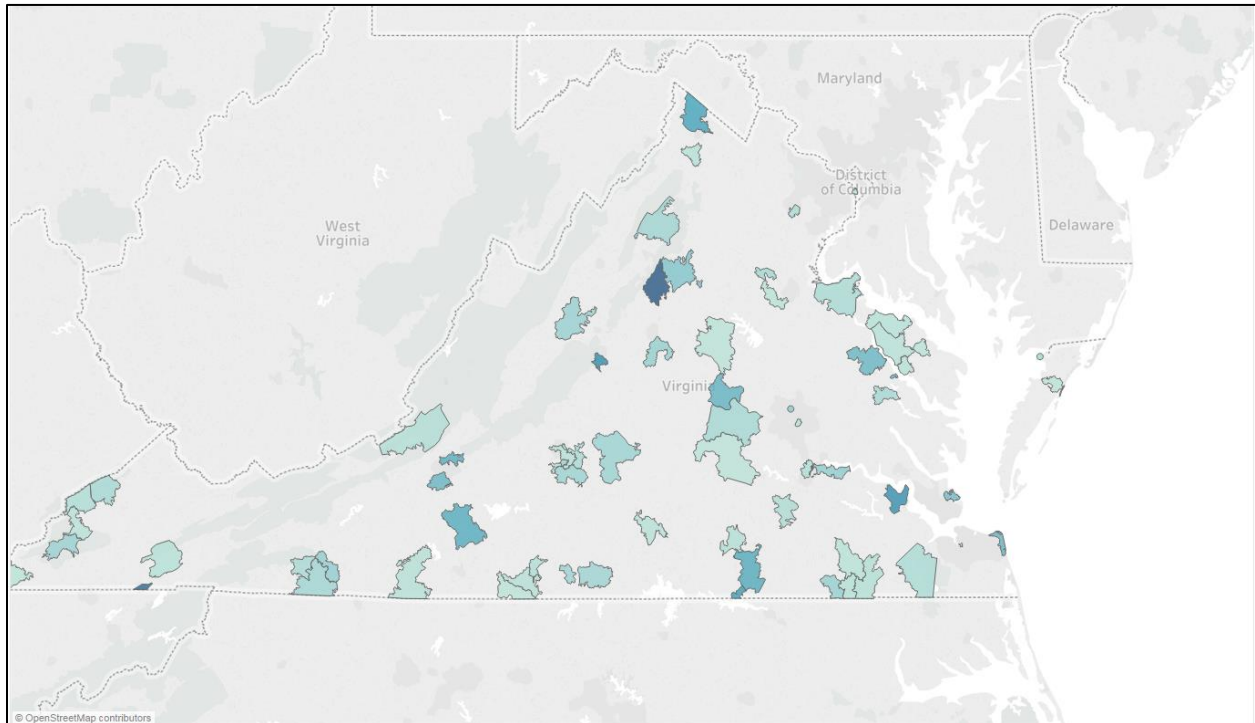 Maryland
District
of Columbia
West
Virginia
Delaware
Virginia
© OpenStreetMap contributors